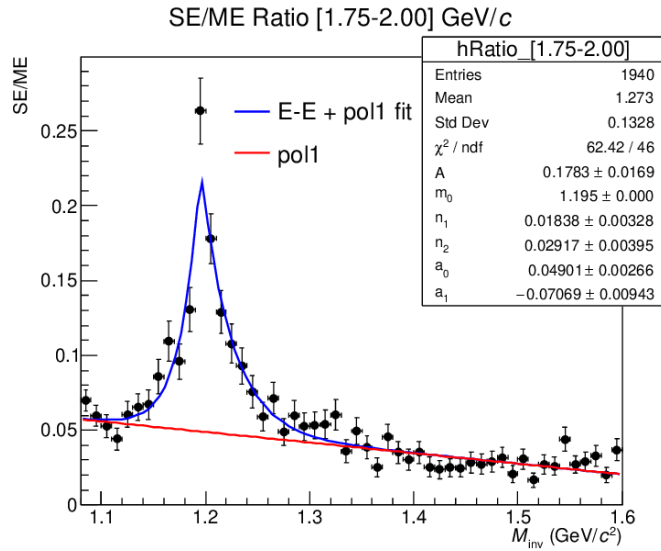 SE/ME Ratio [1.75-2.00] GeV/c
hRatio_[1.75-2.00]
Entries 1940
Mean 1.273
Std Dev 0.1328
χ² / ndf 62.42 / 46
A 0.1783 ± 0.0169
m₀ 1.195 ± 0.000
n₁ 0.01838 ± 0.00328
n₂ 0.02917 ± 0.00395
a₀ 0.04901 ± 0.00266
a₁ −0.07069 ± 0.00943
SE/ME
E-E + pol1 fit
pol1
0.25
0.2
0.15
0.1
0.05
0
1.1 1.2 1.3 1.4 1.5 1.6
M_inv (GeV/c²)